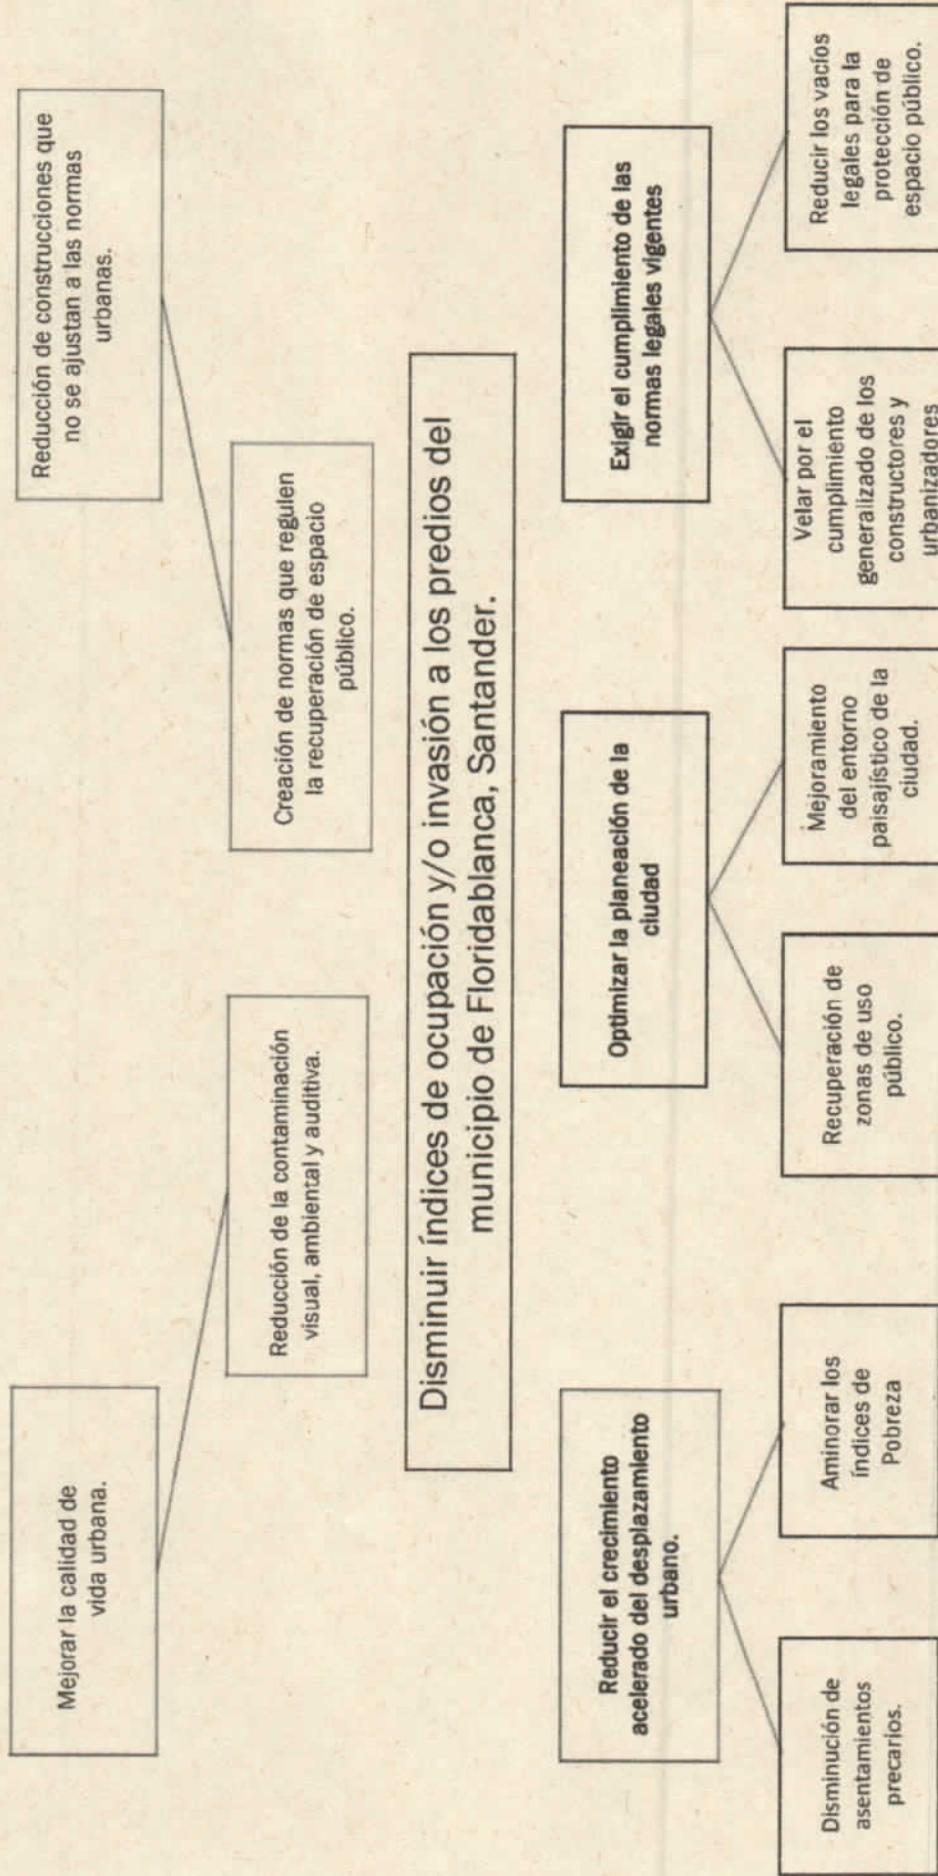 Mejorar la calidad de
vida urbana.
Reducción de construcciones que
no se ajustan a las normas
urbanas.
Reducción de la contaminación
visual, ambiental y auditiva.
Creación de normas que regulen
la recuperación de espacio
público.
Disminuir índices de ocupación y/o invasión a los predios del
municipio de Floridablanca, Santander.
Reducir el crecimiento
acelerado del desplazamiento
urbano.
Optimizar la planeación de la
ciudad
Exigir el cumplimiento de las
normas legales vigentes
Disminución de
asentamientos
precarios.
Aminorar los
índices de
Pobreza
Recuperación de
zonas de uso
público.
Mejoramiento
del entorno
paisajístico de la
ciudad.
Velar por el
cumplimiento
generalizado de los
constructores y
urbanizadores
Reducir los vacíos
legales para la
protección de
espacio público.